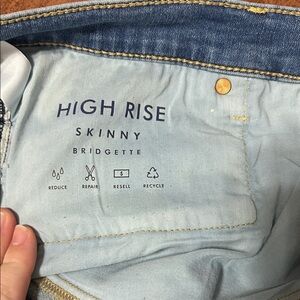 HIGH RISE
SKINNY
BRIDGETTE
REDUCE REPAIR RESELL RECYCLE